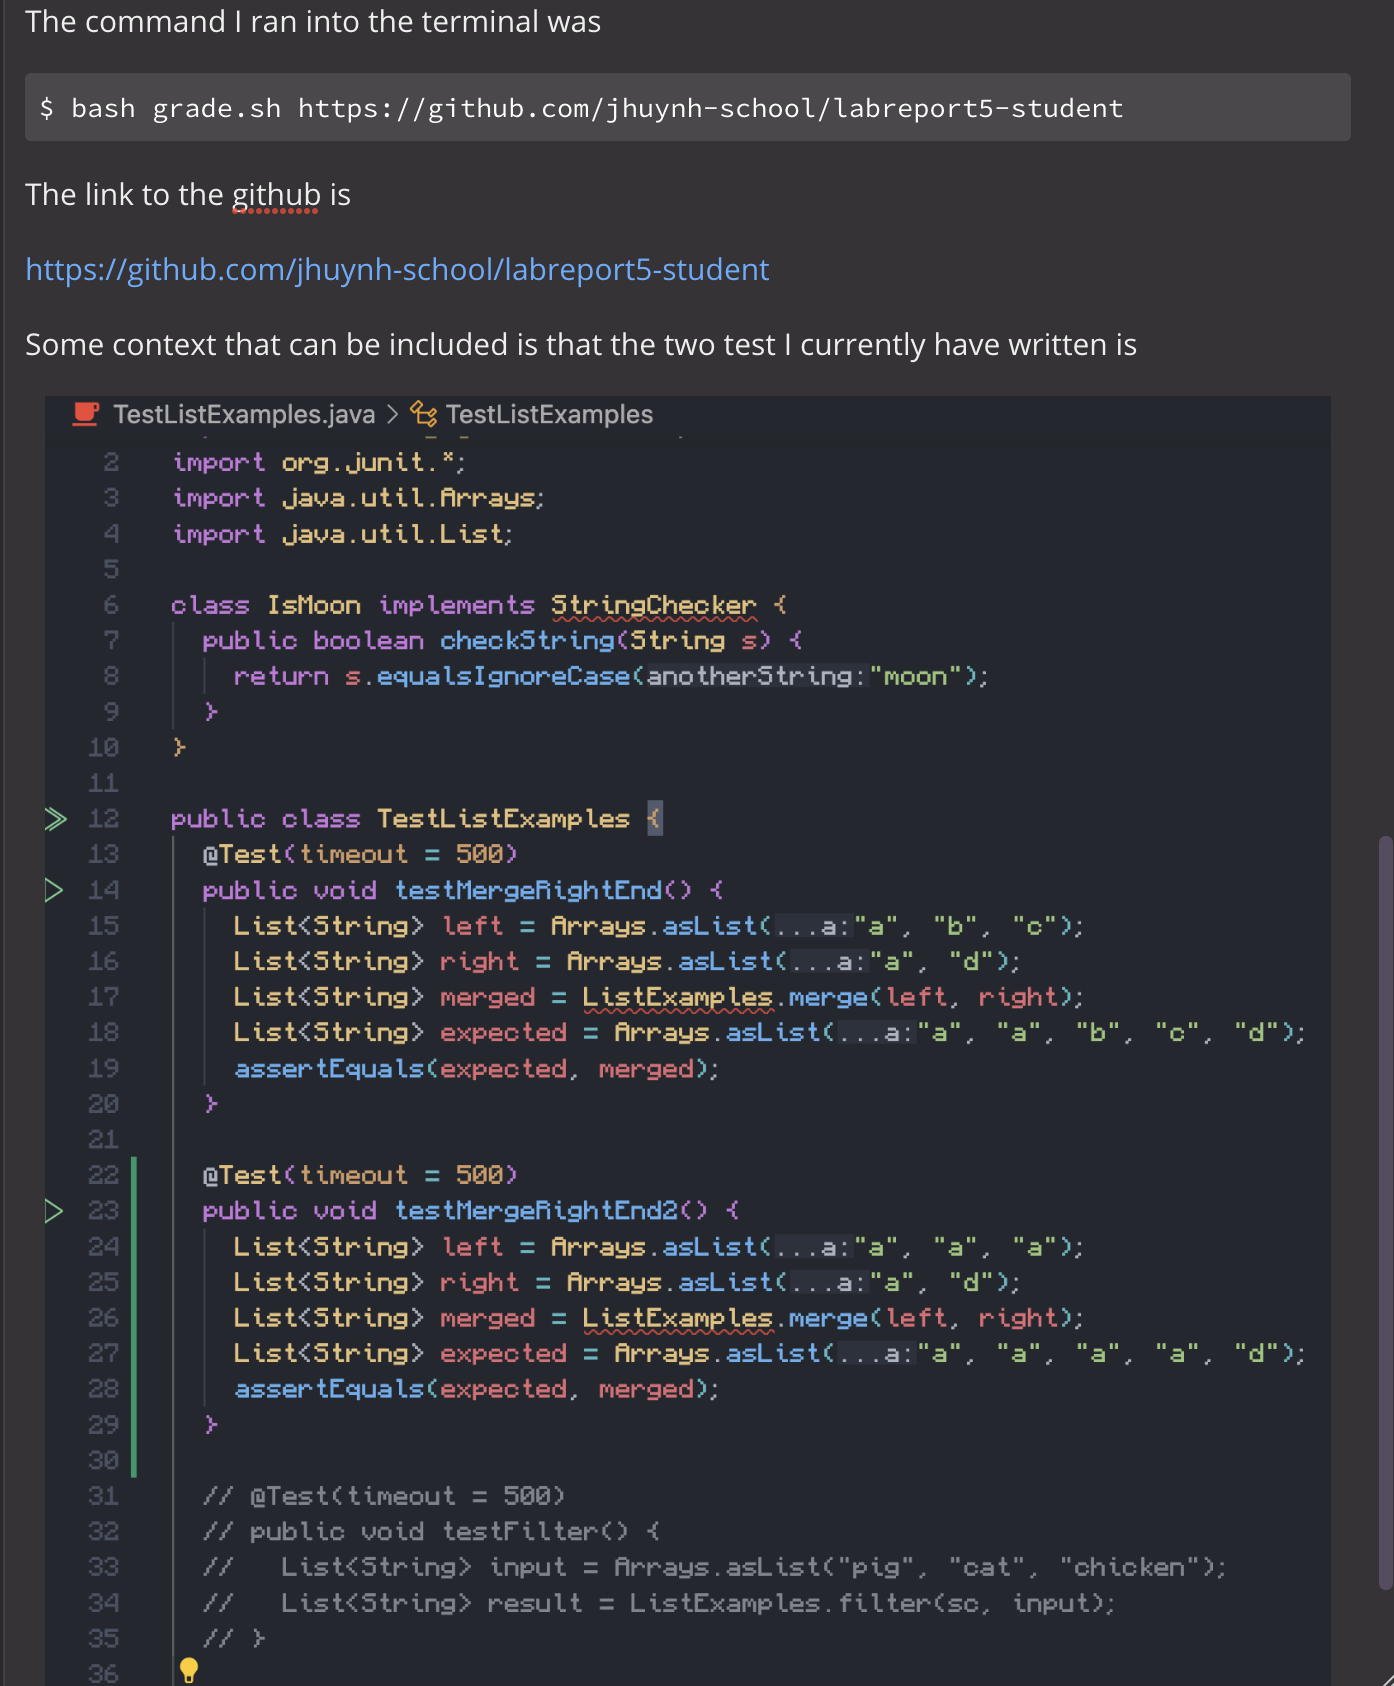 The command I ran into the terminal was
$ bash grade.sh https://github.com/jhuynh-school/labreport5-student
The link to the github is
https://github.com/jhuynh-school/labreport5-student
Some context that can be included is that the two test I currently have written is
TestListExamples.java > TestListExamples
2 import org.junit.*;
3 import java.util.Arrays;
4 import java.util.List;
5
6 class IsMoon implements StringChecker {
7 public boolean checkString(String s) {
8 return s.equalsIgnoreCase(anotherString:"moon");
9 }
10 }
11
12 public class TestListExamples {
13 @Test(timeout = 500)
14 public void testMergeRightEnd() {
15 List<String> left = Arrays.asList(...a:"a", "b", "c");
16 List<String> right = Arrays.asList(...a:"a", "d");
17 List<String> merged = ListExamples.merge(left, right);
18 List<String> expected = Arrays.asList(...a:"a", "a", "b", "c", "d");
19 assertEquals(expected, merged);
20 }
21
22 @Test(timeout = 500)
23 public void testMergeRightEnd2() {
24 List<String> left = Arrays.asList(...a:"a", "a", "a");
25 List<String> right = Arrays.asList(...a:"a", "d");
26 List<String> merged = ListExamples.merge(left, right);
27 List<String> expected = Arrays.asList(...a:"a", "a", "a", "a", "d");
28 assertEquals(expected, merged);
29 }
30
31 // @Test(timeout = 500)
32 // public void testFilter() {
33 //   List<String> input = Arrays.asList("pig", "cat", "chicken");
34 //   List<String> result = ListExamples.filter(sc, input);
35 // }
36